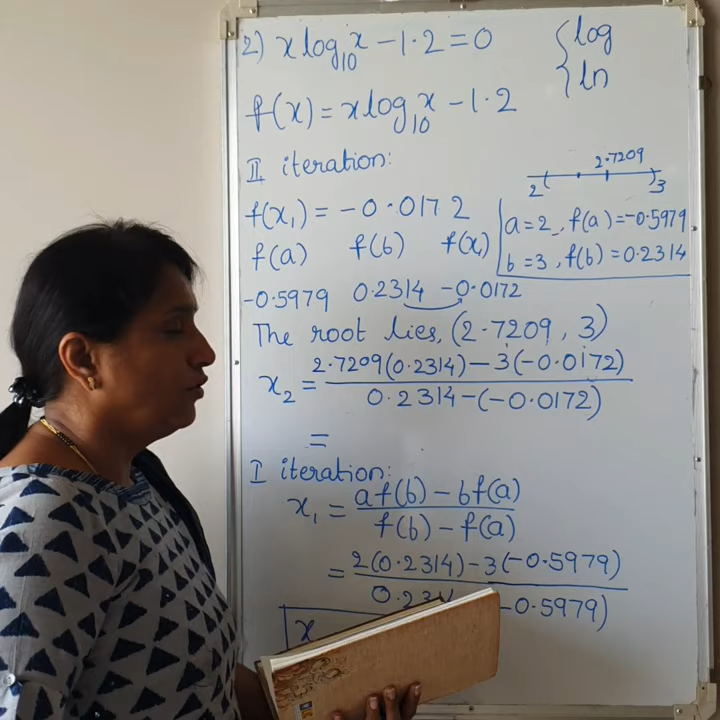 2) x log₁₀x - 1.2 = 0 { log
ln
f(x) = x log₁₀x - 1.2
II iteration:
2.7209
2 3
f(x₁) = -0.0172
a=2, f(a)=-0.5979
f(a) f(b) f(x₁)
b=3, f(b)=0.2314
-0.5979 0.2314 -0.0172
The root lies, (2.7209, 3)
x₂ = 2.7209(0.2314) - 3(-0.0172)
0.2314-(-0.0172)
=
I iteration:
x₁ = af(b) - bf(a)
f(b) - f(a)
= 2(0.2314) - 3(-0.5979)
-0.5979)
x